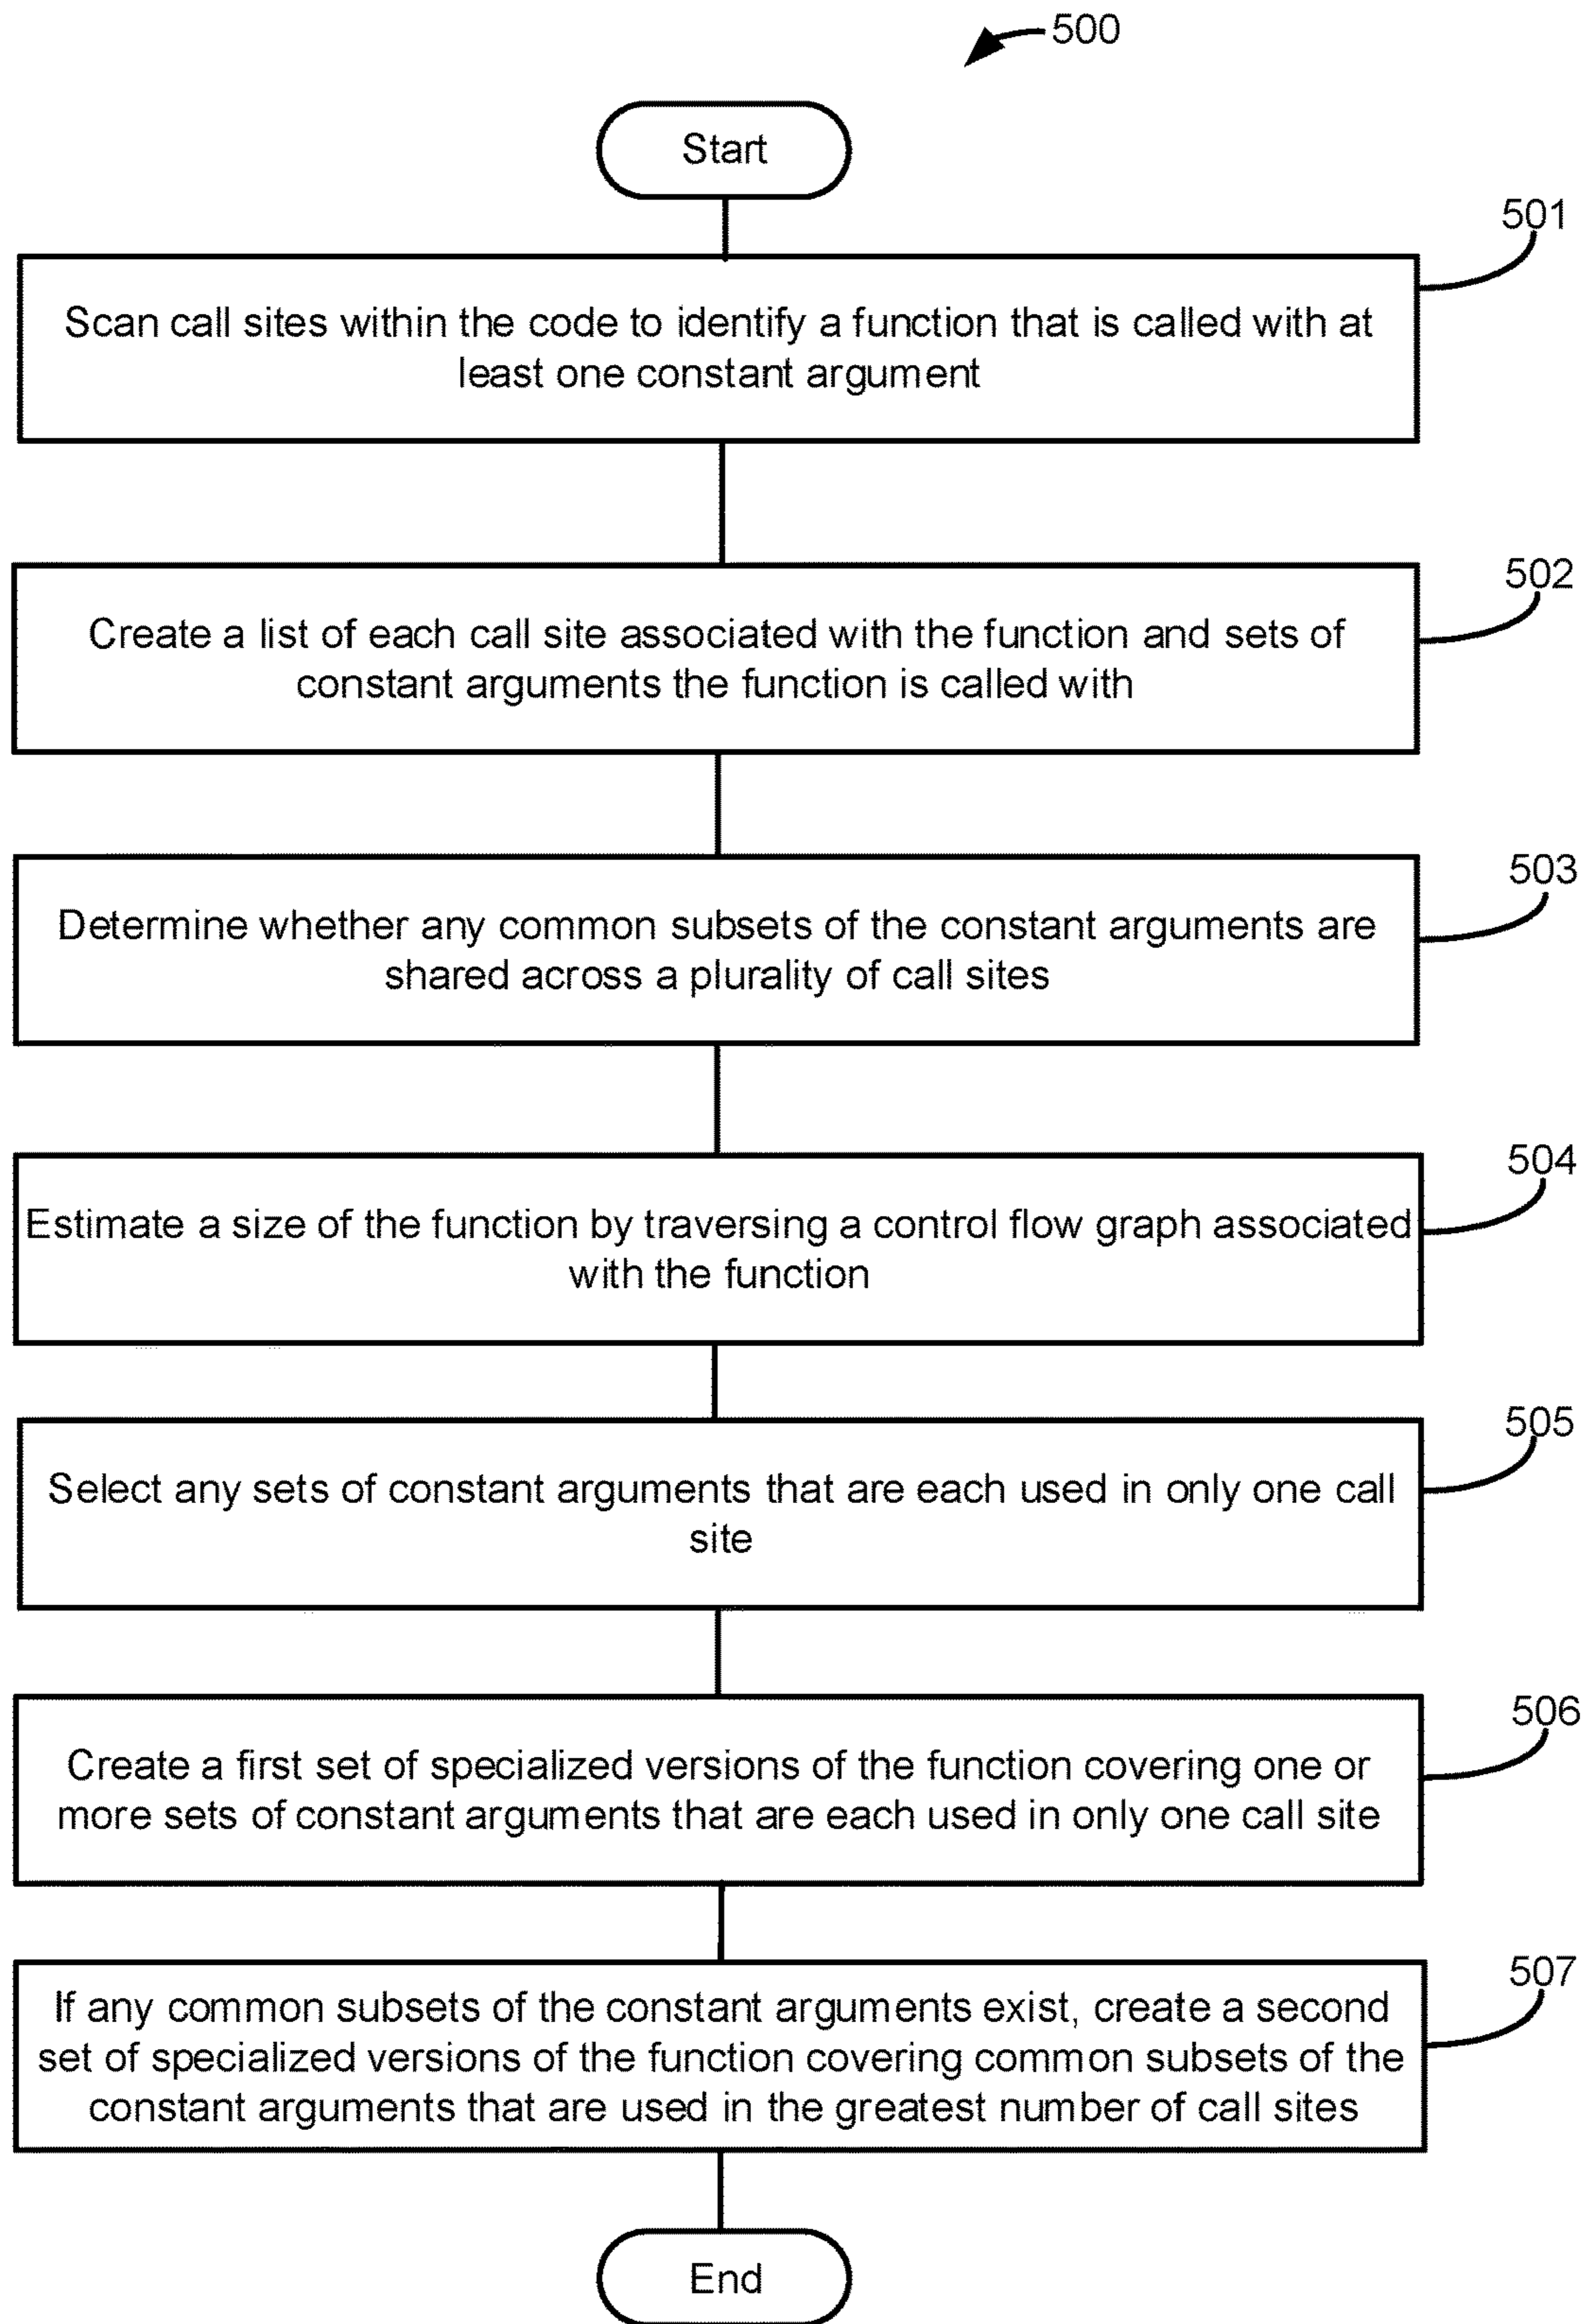 500
Start
501
Scan call sites within the code to identify a function that is called with at
least one constant argument
502
Create a list of each call site associated with the function and sets of
constant arguments the function is called with
503
Determine whether any common subsets of the constant arguments are
shared across a plurality of call sites
504
Estimate a size of the function by traversing a control flow graph associated
with the function
505
Select any sets of constant arguments that are each used in only one call
site
506
Create a first set of specialized versions of the function covering one or
more sets of constant arguments that are each used in only one call site
507
If any common subsets of the constant arguments exist, create a second
set of specialized versions of the function covering common subsets of the
constant arguments that are used in the greatest number of call sites
End